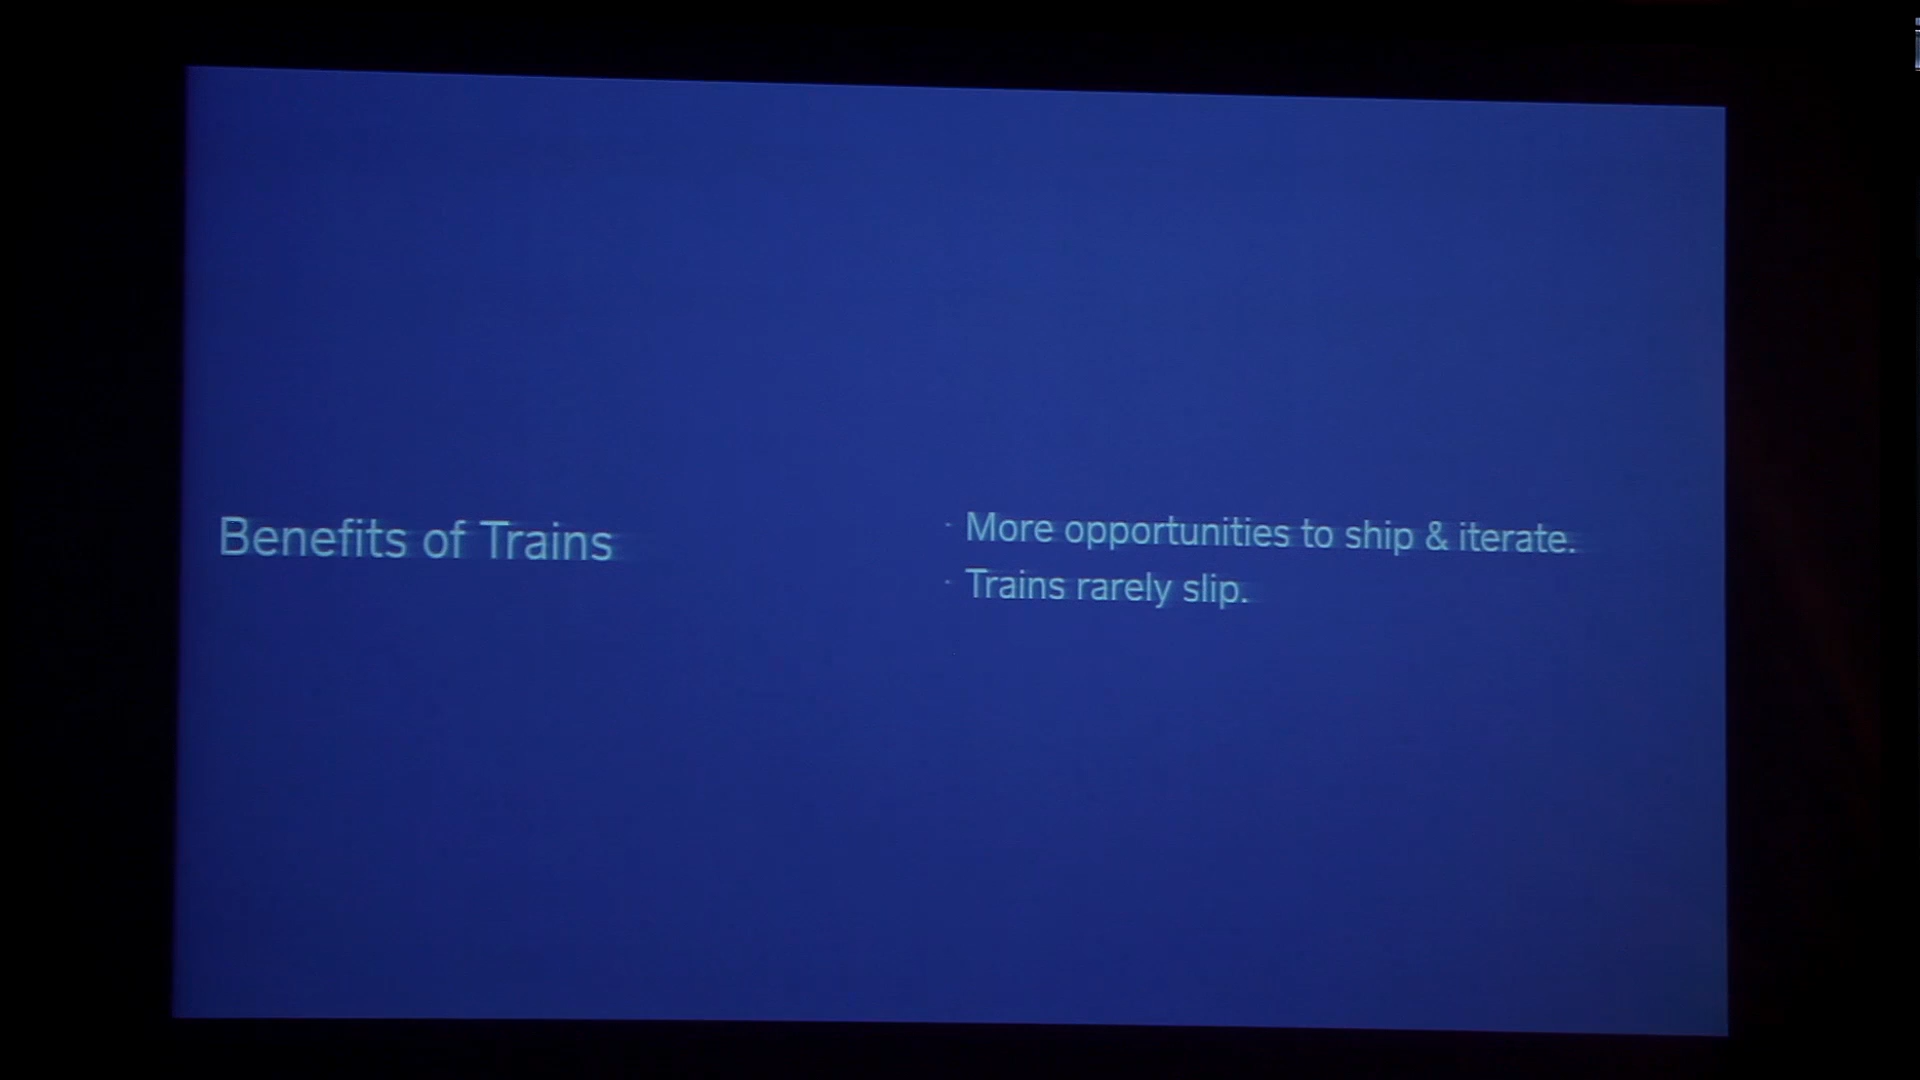 Benefits of Trains
· More opportunities to ship & iterate.
· Trains rarely slip.